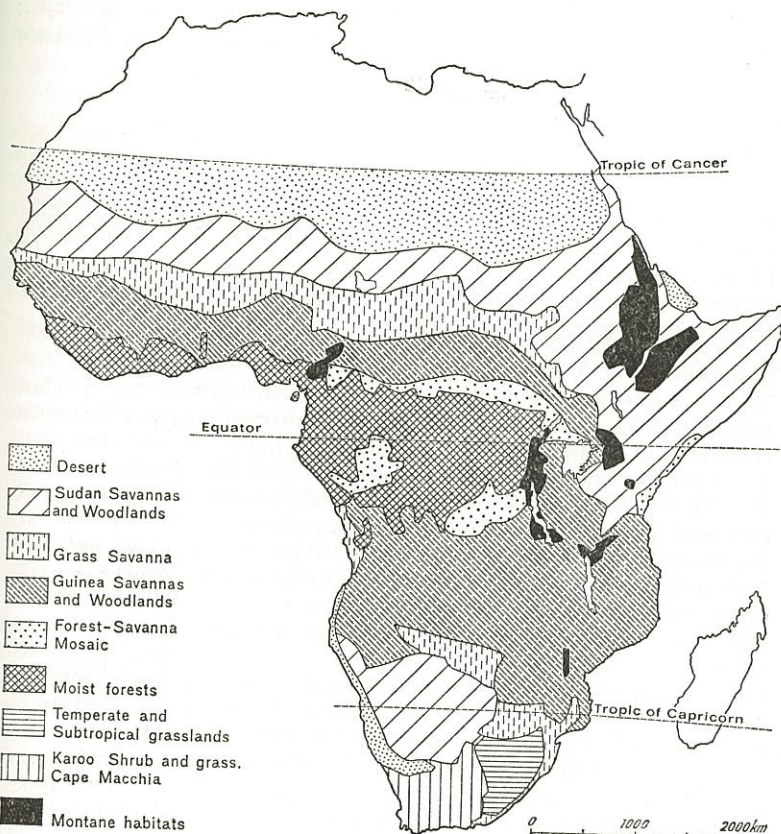 Tropic of Cancer
Equator
Desert
Sudan Savannas
and Woodlands
Grass Savanna
Guinea Savannas
and Woodlands
Forest-Savanna
Mosaic
Moist forests
Temperate and
Subtropical grasslands
Karoo Shrub and grass,
Cape Macchia
Montane habitats
Tropic of Capricorn
0 1000 2000km